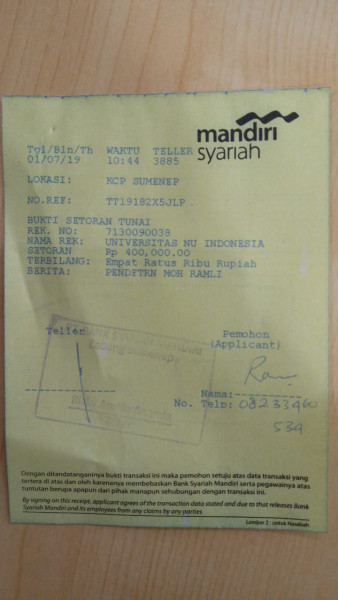 mandiri
syariah
Tgl/Bln/Th WAKTU TELLER
01/07/19 10:44 3885
LOKASI: KCP SUMENEP
NO.REF: TT19182X5JLP
BUKTI SETORAN TUNAI
REK. NO: 7130090038
NAMA REK: UNIVERSITAS NU INDONESIA
SETORAN Rp 400,000.00
TERBILANG: Empat Ratus Ribu Rupiah
BERITA: PENDFTRN MOH RAMLI
Teller Pemohon
(Applicant)
Nama:
No. Telp: 08233460
534
Dengan ditandatanganinya bukti transaksi ini maka pemohon setuju atas data transaksi yang
tertera di atas dan oleh karenanya membebaskan Bank Syariah Mandiri serta pegawainya atas
tuntutan berupa apapun dari pihak manapun sehubungan dengan transaksi ini.
By signing on this receipt, applicant agrees of the transaction data stated and due to that releases Bank
Syariah Mandiri and its employees from any claims by any parties.
Lembar 2 : untuk Nasabah